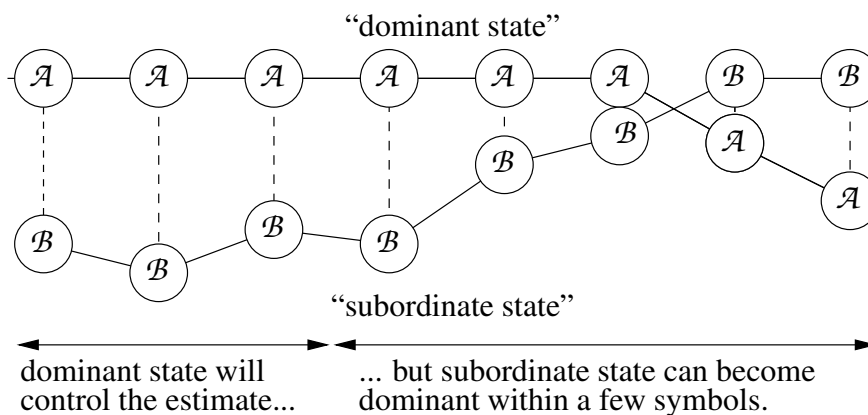 “dominant state”
A A A A A A B B
B B B B B B A A
“subordinate state”
dominant state will
control the estimate...
... but subordinate state can become
dominant within a few symbols.